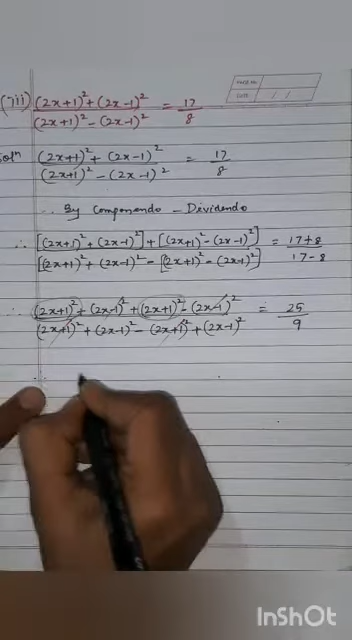 (vii) (2x+1)² + (2x-1)² / (2x+1)² - (2x-1)² = 17/8
Solⁿ (2x+1)² + (2x-1)² / (2x+1)² - (2x-1)² = 17/8
∴ By Componendo - Dividendo
∴ [(2x+1)² + (2x-1)²] + [(2x+1)² - (2x-1)²] / [(2x+1)² + (2x-1)² - [(2x+1)² - (2x-1)²] = 17+8 / 17-8
∴ (2x+1)² + (2x-1)² + (2x+1)² - (2x-1)² / (2x+1)² + (2x-1)² - (2x+1)² + (2x-1)² = 25/9
InShOt